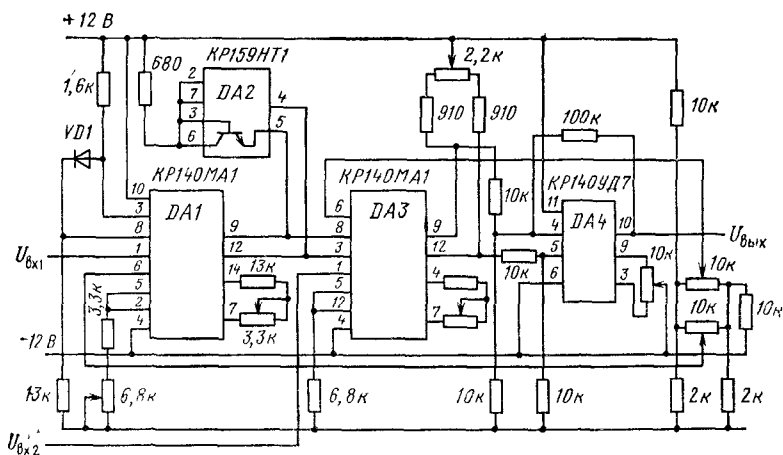 +12 В
1,6к
680
КР159НТ1
2
7
3
6
DA2
4
5
2,2к
910
910
100к
10к
VD1
КР140МА1
10
3
8
1
6
5
2
4
DA1
9
12
14
7
13к
3,3к
КР140МА1
6
8
3
1
5
12
4
DA3
9
12
4
7
10к
10к
КР140УД7
11
4
5
6
DA4
10
9
3
10к
Uвых
10к
10к
10к
Uвх1
3,3к
-12 В
13к
6,8к
6,8к
10к
10к
2к
2к
Uвх2